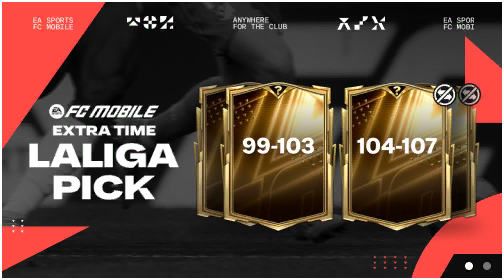 EA SPORTS
FC MOBILE
ANYWHERE
FOR THE CLUB
EA SPOR
FC MOBI
EA FC MOBILE
EXTRA TIME
LALIGA
PICK
?
99-103
?
104-107